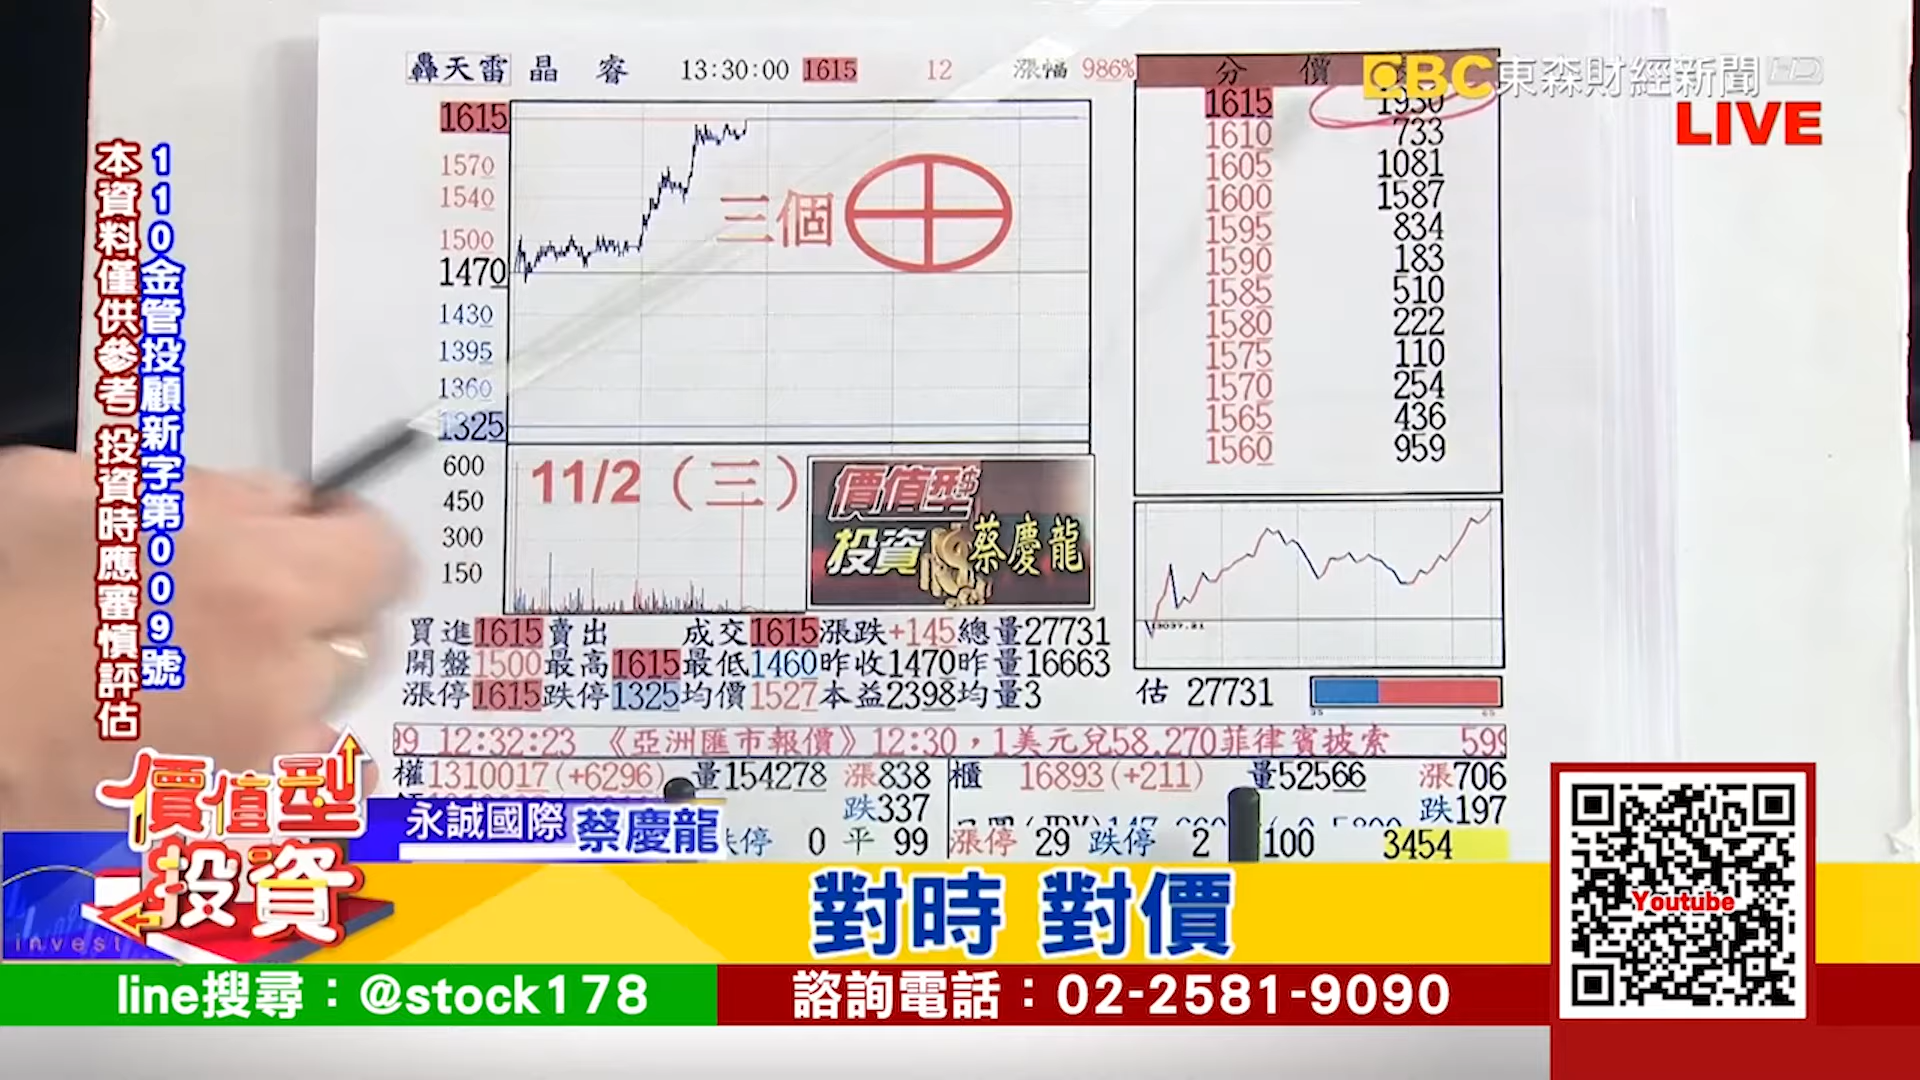 轟天雷 晶 睿 13:30:00 1615 12 漲幅 986%
分 價
EBC 東森財經新聞 HD
LIVE
1615 1930
1610 733
1605 1081
1600 1587
1595 834
1590 183
1585 510
1580 222
1575 110
1570 254
1565 436
1560 959
1615
1570
1540
1500
1470
1430
1395
1360
1325
三個
600
450
300
150
11/2(三)
價值型
投資 蔡慶龍
買進1615賣出 成交1615漲跌+145總量27731
開盤1500最高1615最低1460昨收1470昨量16663
漲停1615跌停1325均價1527本益2398均量3
13037.21
估 27731
12:32:23 《亞洲匯市報價》12:30,1美元兌58.270菲律賓披索 599
權1310017(+6296) 量154278 漲838
跌337
跌停 0 平 99
櫃 16893(+211) 量52566 漲706
跌197
漲停 29 跌停 2 100 3454
110金管投顧新字第009號
本資料僅供參考 投資時應審慎評估
價值型
投資
invest
永誠國際 蔡慶龍
對時 對價
line搜尋:@stock178
諮詢電話:02-2581-9090
Youtube